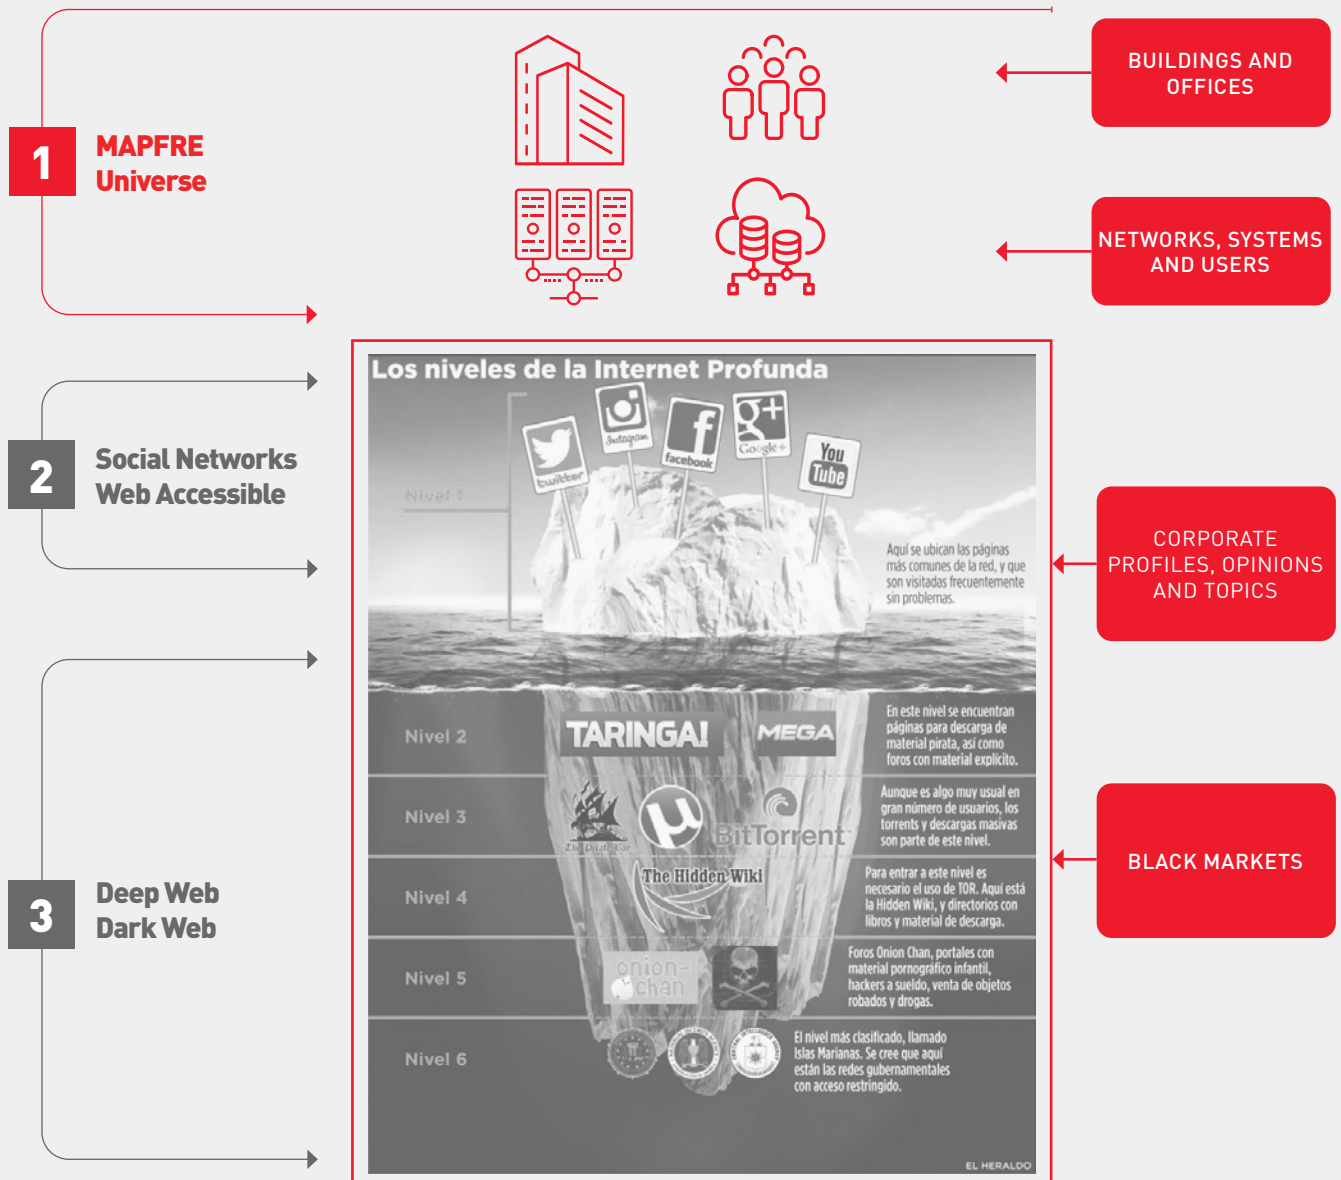 1
MAPFRE
Universe
BUILDINGS AND
OFFICES
NETWORKS, SYSTEMS
AND USERS
2
Social Networks
Web Accessible
Los niveles de la Internet Profunda
twitter
Instagram
facebook
g+
Google+
You
Tube
Nivel 1
Aquí se ubican las páginas
más comunes de la red, y que
son visitadas frecuentemente
sin problemas.
CORPORATE
PROFILES, OPINIONS
AND TOPICS
3
Deep Web
Dark Web
Nivel 2
TARINGA!
MEGA
En este nivel se encuentran
páginas para descarga de
material pirata, así como
foros con material explícito.
Nivel 3
The Pirate Bay
µ
BitTorrent
Aunque es algo muy usual en
gran número de usuarios, los
torrents y descargas masivas
son parte de este nivel.
Nivel 4
The Hidden Wiki
Para entrar a este nivel es
necesario el uso de TOR. Aquí está
la Hidden Wiki, y directorios con
libros y material de descarga.
Nivel 5
onion-
chan
Foros Onion Chan, portales con
material pornográfico infantil,
hackers a sueldo, venta de objetos
robados y drogas.
Nivel 6
El nivel más clasificado, llamado
Islas Marianas. Se cree que aquí
están las redes gubernamentales
con acceso restringido.
EL HERALDO
BLACK MARKETS